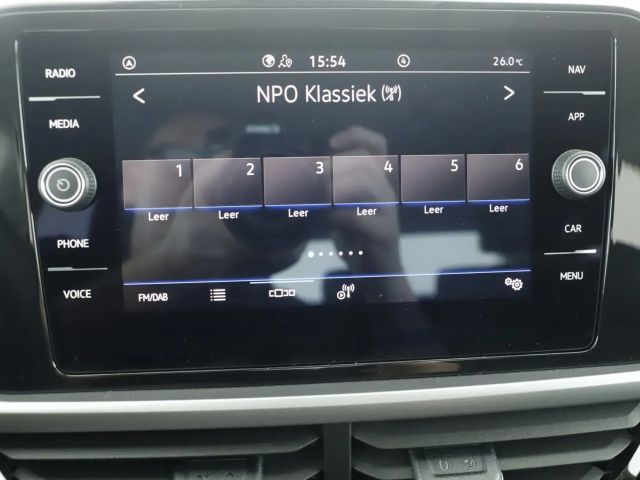 RADIO
MEDIA
PHONE
VOICE
15:54
4
26.0 °C
NPO Klassiek
1 2 3 4 5 6
Leer Leer Leer Leer Leer Leer
FM/DAB
NAV
APP
CAR
MENU